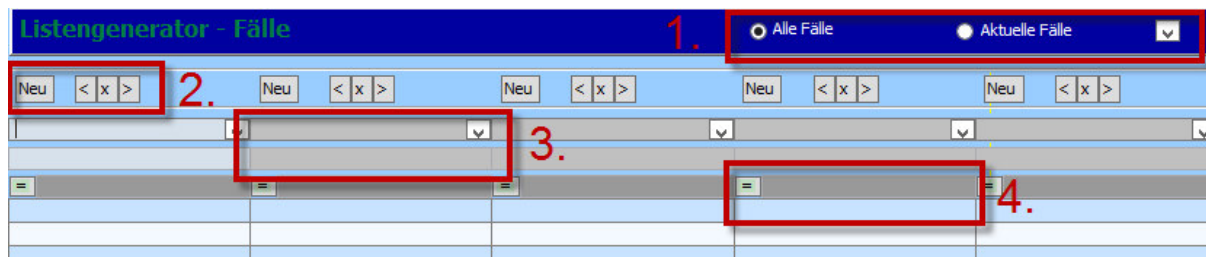 Listengenerator - Fälle 1. Alle Fälle Aktuelle Fälle
Neu < x > 2. Neu < x > Neu < x > Neu < x > Neu < x >
3.
= = = = = 4.